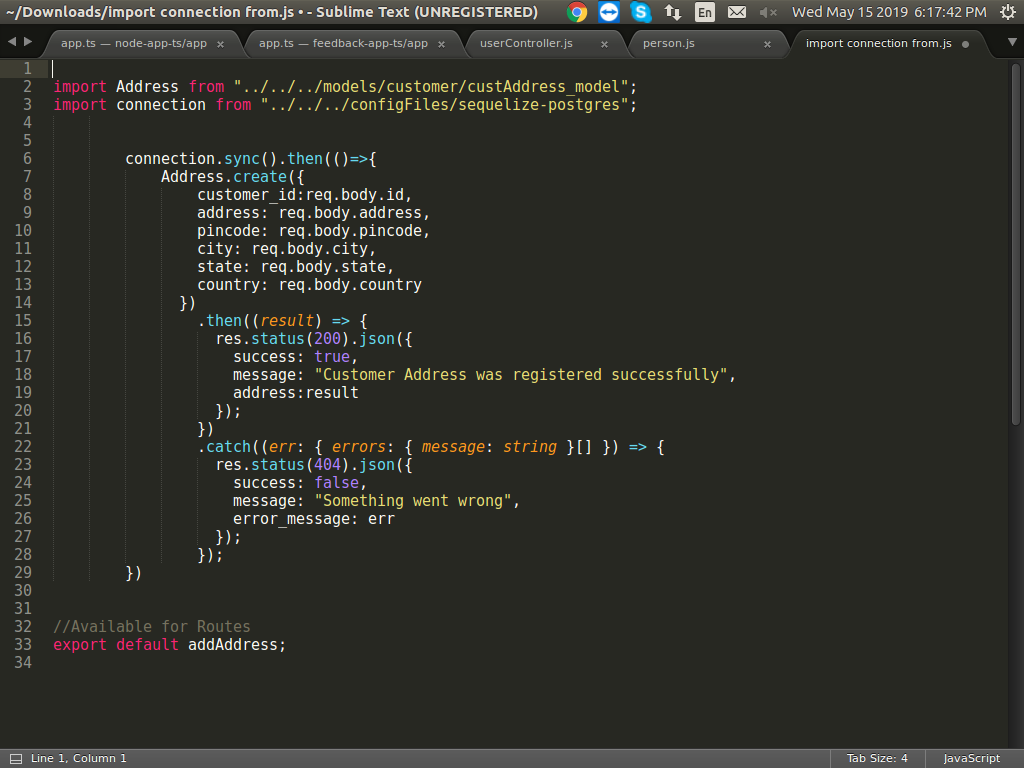 ~/Downloads/import connection from.js • - Sublime Text (UNREGISTERED) En Wed May 15 2019 6:17:42 PM
app.ts — node-app-ts/app × app.ts — feedback-app-ts/app × userController.js × person.js × import connection from.js
1
2 import Address from "../../../models/customer/custAddress_model";
3 import connection from "../../../configFiles/sequelize-postgres";
4
5
6 connection.sync().then(()=>{
7 Address.create({
8 customer_id:req.body.id,
9 address: req.body.address,
10 pincode: req.body.pincode,
11 city: req.body.city,
12 state: req.body.state,
13 country: req.body.country
14 })
15 .then((result) => {
16 res.status(200).json({
17 success: true,
18 message: "Customer Address was registered successfully",
19 address:result
20 });
21 })
22 .catch((err: { errors: { message: string }[] }) => {
23 res.status(404).json({
24 success: false,
25 message: "Something went wrong",
26 error_message: err
27 });
28 });
29 })
30
31
32 //Available for Routes
33 export default addAddress;
34
Line 1, Column 1 Tab Size: 4 JavaScript